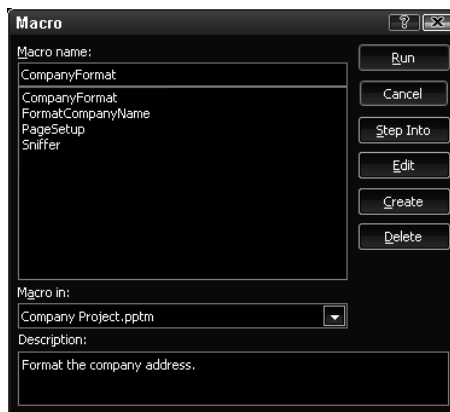 Macro
Macro name:
CompanyFormat
CompanyFormat
FormatCompanyName
PageSetup
Sniffer
Macro in:
Company Project.pptm
Description:
Format the company address.
?
Run
Cancel
Step Into
Edit
Create
Delete